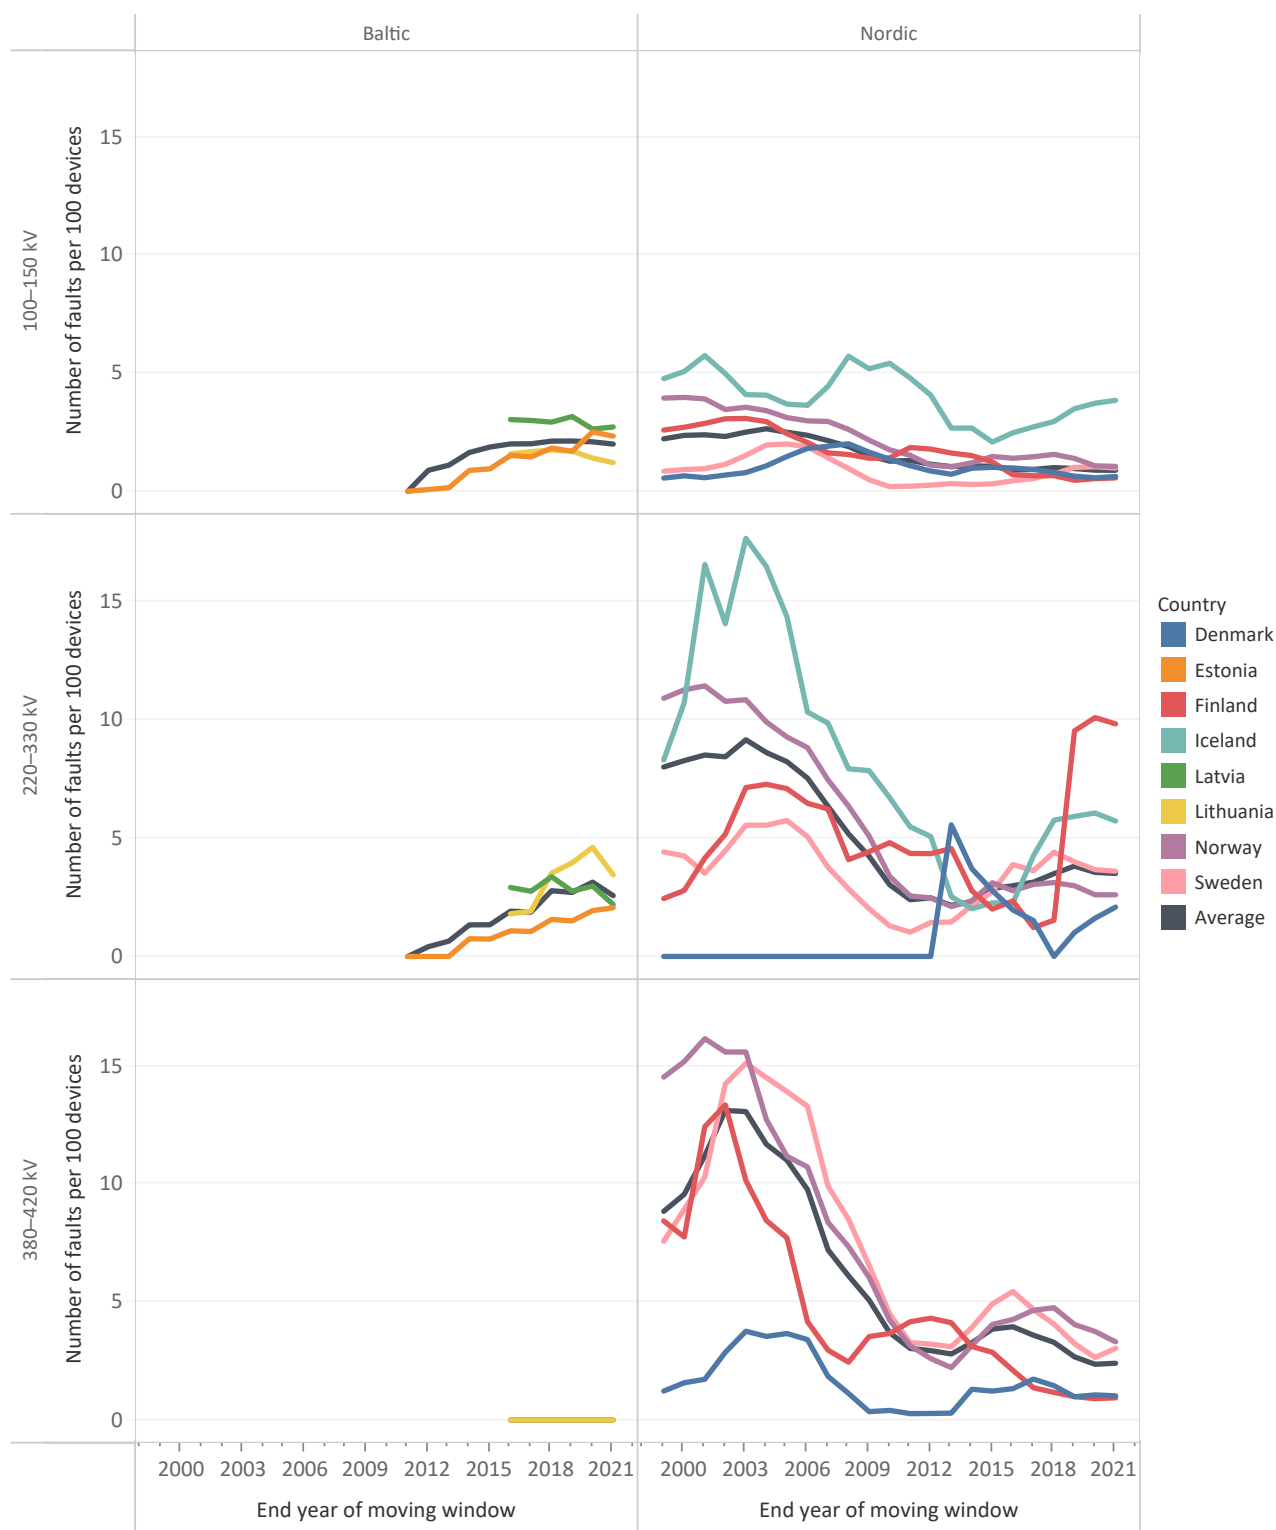 Baltic
Nordic
100–150 kV
Number of faults per 100 devices
15
10
5
0
220–330 kV
Number of faults per 100 devices
15
10
5
0
380–420 kV
Number of faults per 100 devices
15
10
5
0
2000 2003 2006 2009 2012 2015 2018 2021
2000 2003 2006 2009 2012 2015 2018 2021
End year of moving window
End year of moving window
Country
Denmark
Estonia
Finland
Iceland
Latvia
Lithuania
Norway
Sweden
Average